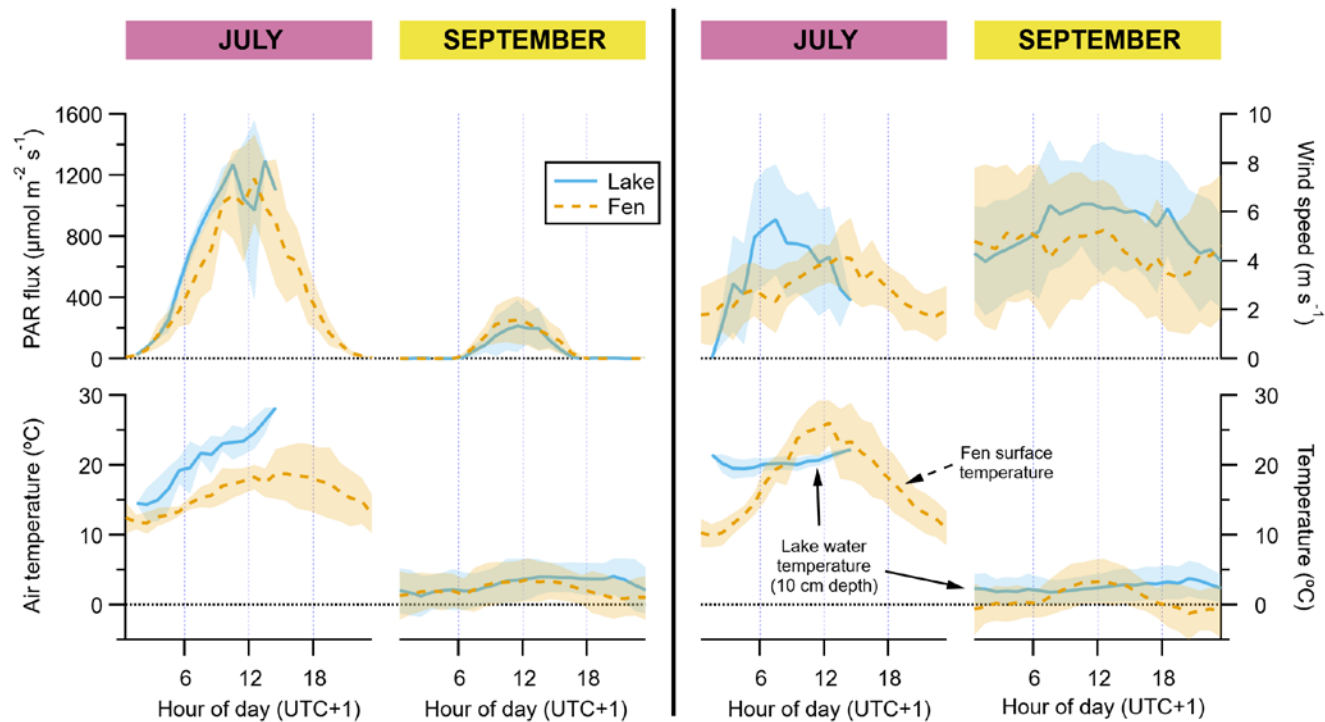 JULY
SEPTEMBER
JULY
SEPTEMBER
PAR flux (µmol m⁻² s⁻¹)
1600
1200
800
400
0
Lake
Fen
10
8
6
4
2
0
Wind speed (m s⁻¹)
Air temperature (ºC)
30
20
10
0
Fen surface
temperature
Lake water
temperature
(10 cm depth)
30
20
10
0
Temperature (ºC)
6 12 18
6 12 18
6 12 18
6 12 18
Hour of day (UTC+1)
Hour of day (UTC+1)
Hour of day (UTC+1)
Hour of day (UTC+1)